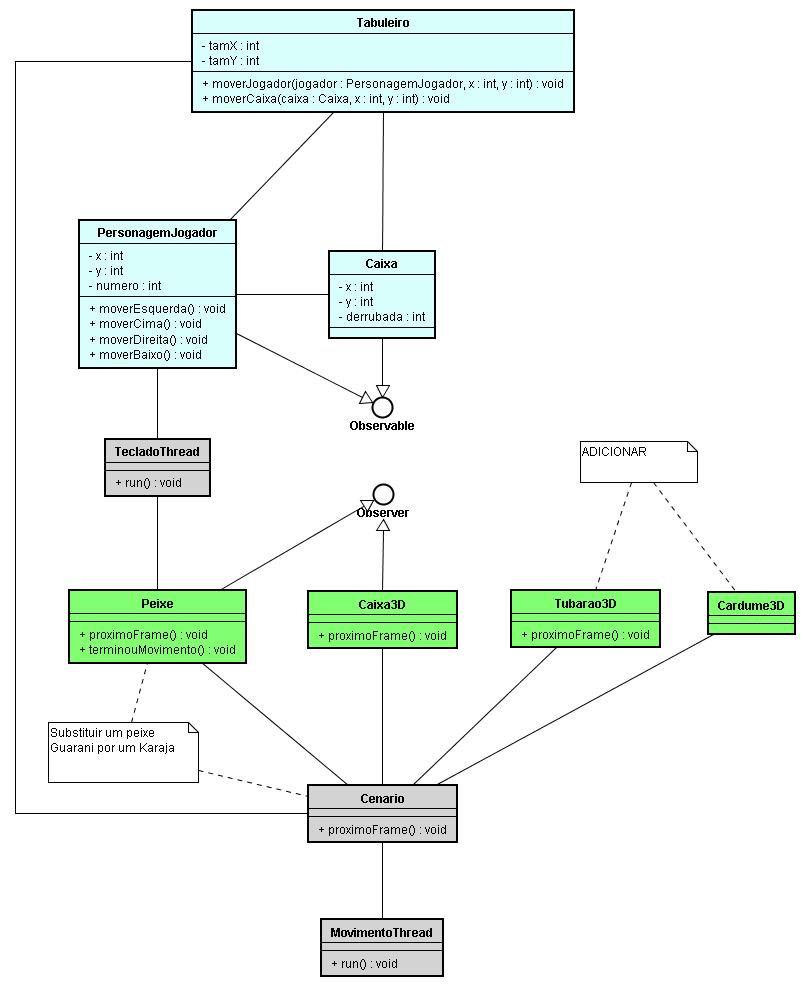 Tabuleiro
- tamX : int
- tamY : int
+ moverJogador(jogador : PersonagemJogador, x : int, y : int) : void
+ moverCaixa(caixa : Caixa, x : int, y : int) : void
PersonagemJogador
- x : int
- y : int
- numero : int
+ moverEsquerda() : void
+ moverCima() : void
+ moverDireita() : void
+ moverBaixo() : void
Caixa
- x : int
- y : int
- derrubada : int
Observable
TecladoThread
+ run() : void
ADICIONAR
Observer
Peixe
+ proximoFrame() : void
+ terminouMovimento() : void
Caixa3D
+ proximoFrame() : void
Tubarao3D
+ proximoFrame() : void
Cardume3D
Substituir um peixe
Guarani por um Karaja
Cenario
+ proximoFrame() : void
MovimentoThread
+ run() : void